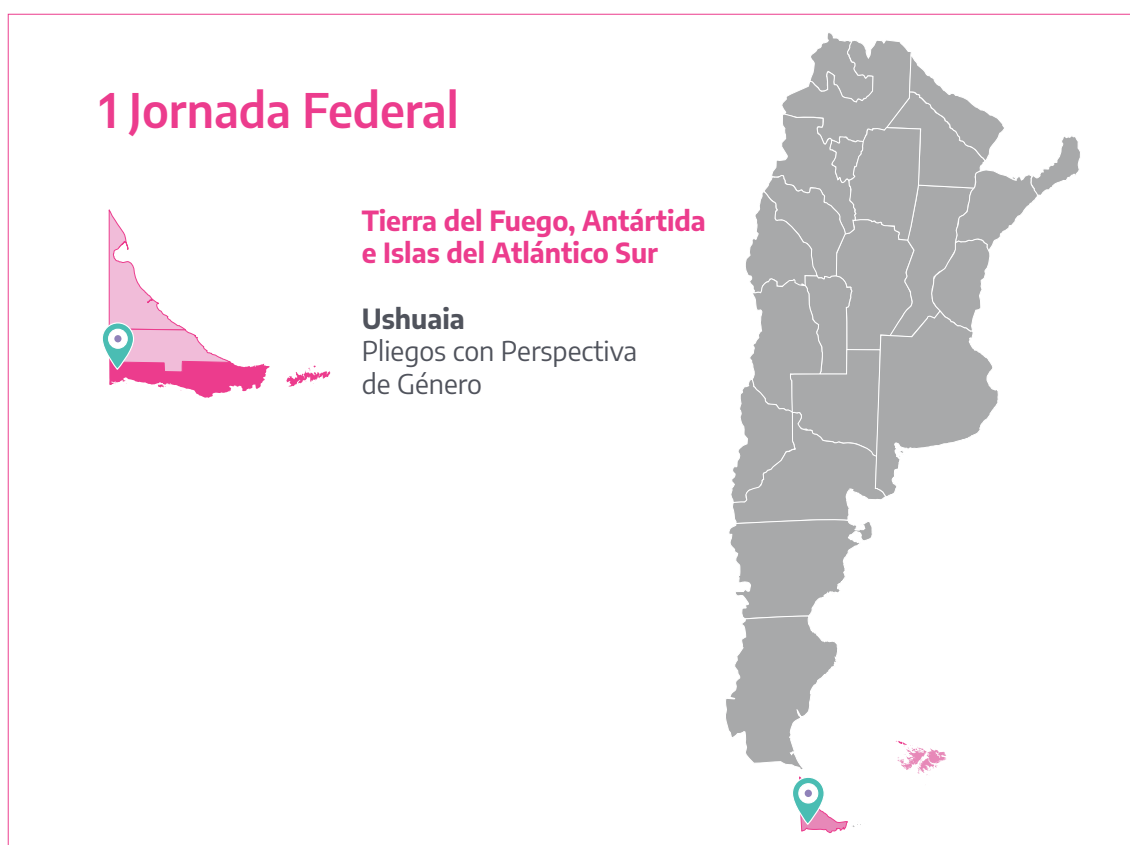 1 Jornada Federal
Tierra del Fuego, Antártida
e Islas del Atlántico Sur
Ushuaia
Pliegos con Perspectiva
de Género